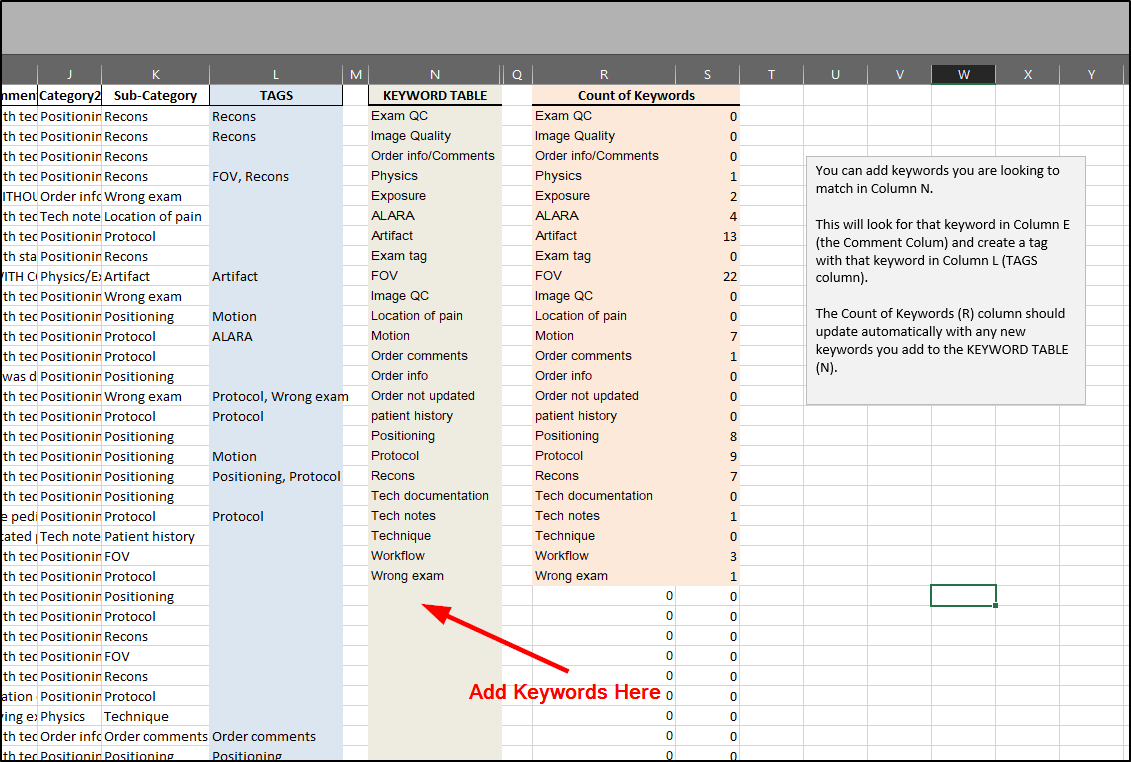 J K L M N Q R S T U V W X Y
mmen Category2 Sub-Category TAGS KEYWORD TABLE Count of Keywords
th tec Positionin Recons Recons Exam QC Exam QC 0
th tec Positionin Recons Recons Image Quality Image Quality 0
th tec Positionin Recons Order info/Comments Order info/Comments 0
th tec Positionin Recons FOV, Recons Physics Physics 1
ITHOU Order info Wrong exam Exposure Exposure 2
th tec Tech note Location of pain ALARA ALARA 4
th tec Positionin Protocol Artifact Artifact 13
th sta Positionin Recons Exam tag Exam tag 0
VITH CO Physics/Ex Artifact Artifact FOV FOV 22
th tec Positionin Wrong exam Image QC Image QC 0
th tec Positionin Positioning Motion Location of pain Location of pain 0
th tec Positionin Protocol ALARA Motion Motion 7
th tec Positionin Protocol Order comments Order comments 1
was d Positionin Positioning Order info Order info 0
th tec Positionin Wrong exam Protocol, Wrong exam Order not updated Order not updated 0
th tec Positionin Protocol Protocol patient history patient history 0
th tec Positionin Positioning Positioning Positioning 8
th tec Positionin Positioning Motion Protocol Protocol 9
th tec Positionin Positioning Positioning, Protocol Recons Recons 7
th tec Positionin Positioning Tech documentation Tech documentation 0
e pedi Positionin Protocol Protocol Tech notes Tech notes 1
cated Tech note Patient history Technique Technique 0
th tec Positionin FOV Workflow Workflow 3
th tec Positionin Protocol Wrong exam Wrong exam 1
th tec Positionin Positioning 0 0
th tec Positionin Protocol 0 0
th tec Positionin Recons 0 0
th tec Positionin FOV 0 0
th tec Positionin Recons 0 0
ation Positionin Protocol Add Keywords Here 0 0
ving ex Physics Technique 0 0
th tec Order info Order comments Order comments 0 0
th tec Positionin Positioning Positioning 0 0
You can add keywords you are looking to
match in Column N.
This will look for that keyword in Column E
(the Comment Colum) and create a tag
with that keyword in Column L (TAGS
column).
The Count of Keywords (R) column should
update automatically with any new
keywords you add to the KEYWORD TABLE
(N).